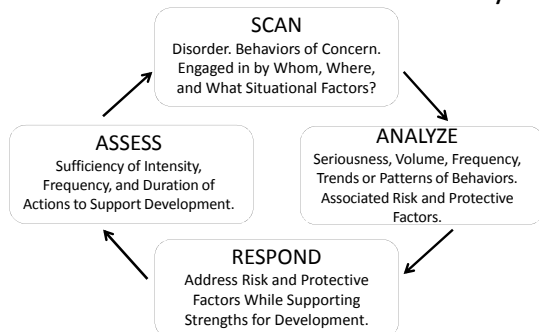 SCAN
Disorder. Behaviors of Concern.
Engaged in by Whom, Where,
and What Situational Factors?
ANALYZE
Seriousness, Volume, Frequency,
Trends or Patterns of Behaviors.
Associated Risk and Protective
Factors.
RESPOND
Address Risk and Protective
Factors While Supporting
Strengths for Development.
ASSESS
Sufficiency of Intensity,
Frequency, and Duration of
Actions to Support Development.